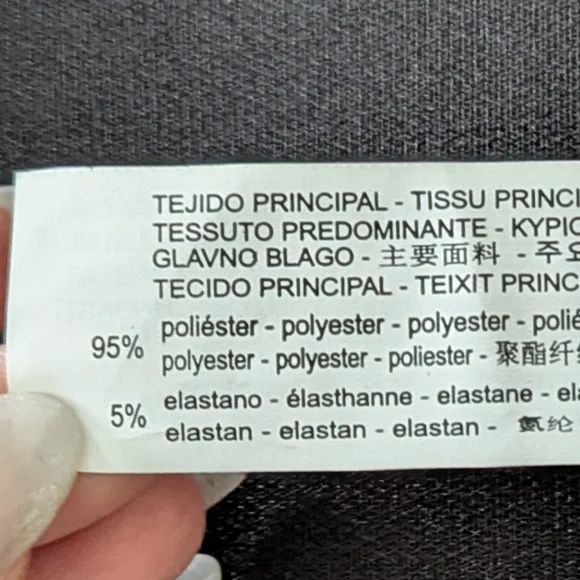 TEJIDO PRINCIPAL - TISSU PRINCI
TESSUTO PREDOMINANTE - KYPIC
GLAVNO BLAGO - 主要面料 - 주요
TECIDO PRINCIPAL - TEIXIT PRINC
95% poliéster - polyester - polyester - polié
polyester - polyester - poliester - 聚酯纤维
5% elastano - élasthanne - elastane - ela
elastan - elastan - elastan - 氨纶